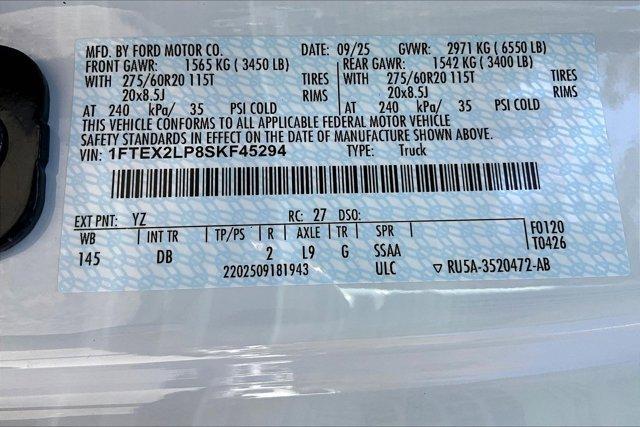 MFD. BY FORD MOTOR CO. DATE: 09/25 GVWR: 2971 KG ( 6550 LB)
FRONT GAWR: 1565 KG ( 3450 LB) REAR GAWR: 1542 KG ( 3400 LB)
WITH 275/60R20 115T TIRES WITH 275/60R20 115T TIRES
20x8.5J RIMS 20x8.5J RIMS
AT 240 kPa/ 35 PSI COLD AT 240 kPa/ 35 PSI COLD
THIS VEHICLE CONFORMS TO ALL APPLICABLE FEDERAL MOTOR VEHICLE
SAFETY STANDARDS IN EFFECT ON THE DATE OF MANUFACTURE SHOWN ABOVE.
VIN: 1FTEX2LP8SKF45294 TYPE: Truck
EXT PNT: YZ RC: 27 DSO:
WB INT TR TP/PS R AXLE TR SPR F0120
145 DB 2 L9 G SSAA T0426
2202509181943 ULC ▽ RU5A-3520472-AB